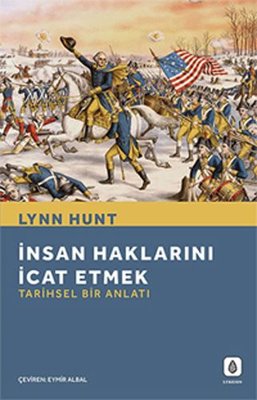 LYNN HUNT
İNSAN HAKLARINI
İCAT ETMEK
TARİHSEL BİR ANLATI
ÇEVİREN: EYMİR ALBAL